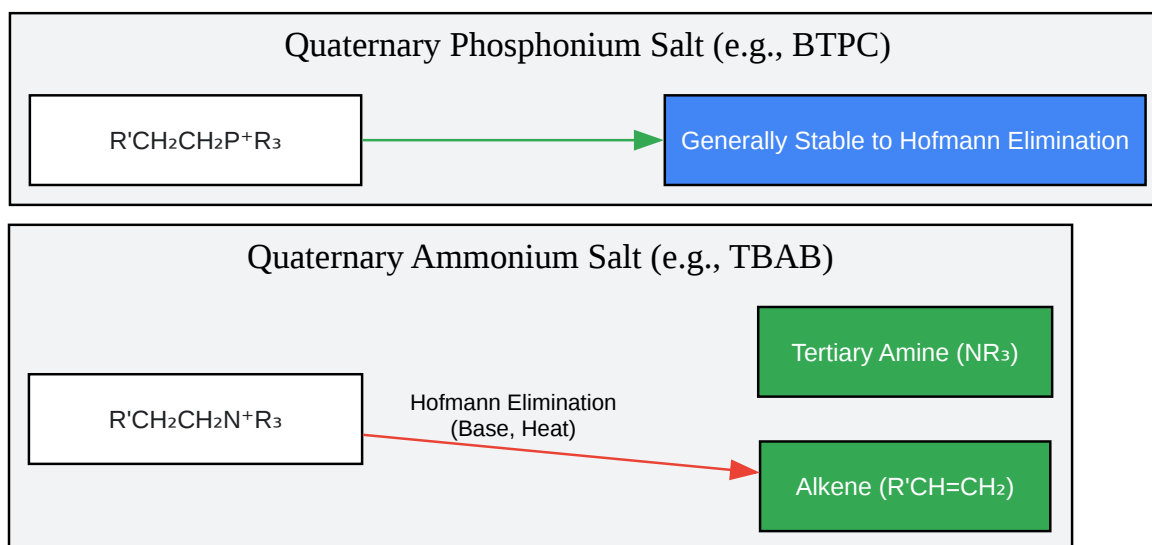 Quaternary Phosphonium Salt (e.g., BTPC)
R'CH₂CH₂P⁺R₃
Generally Stable to Hofmann Elimination
Quaternary Ammonium Salt (e.g., TBAB)
Tertiary Amine (NR₃)
R'CH₂CH₂N⁺R₃
Hofmann Elimination
(Base, Heat)
Alkene (R'CH=CH₂)